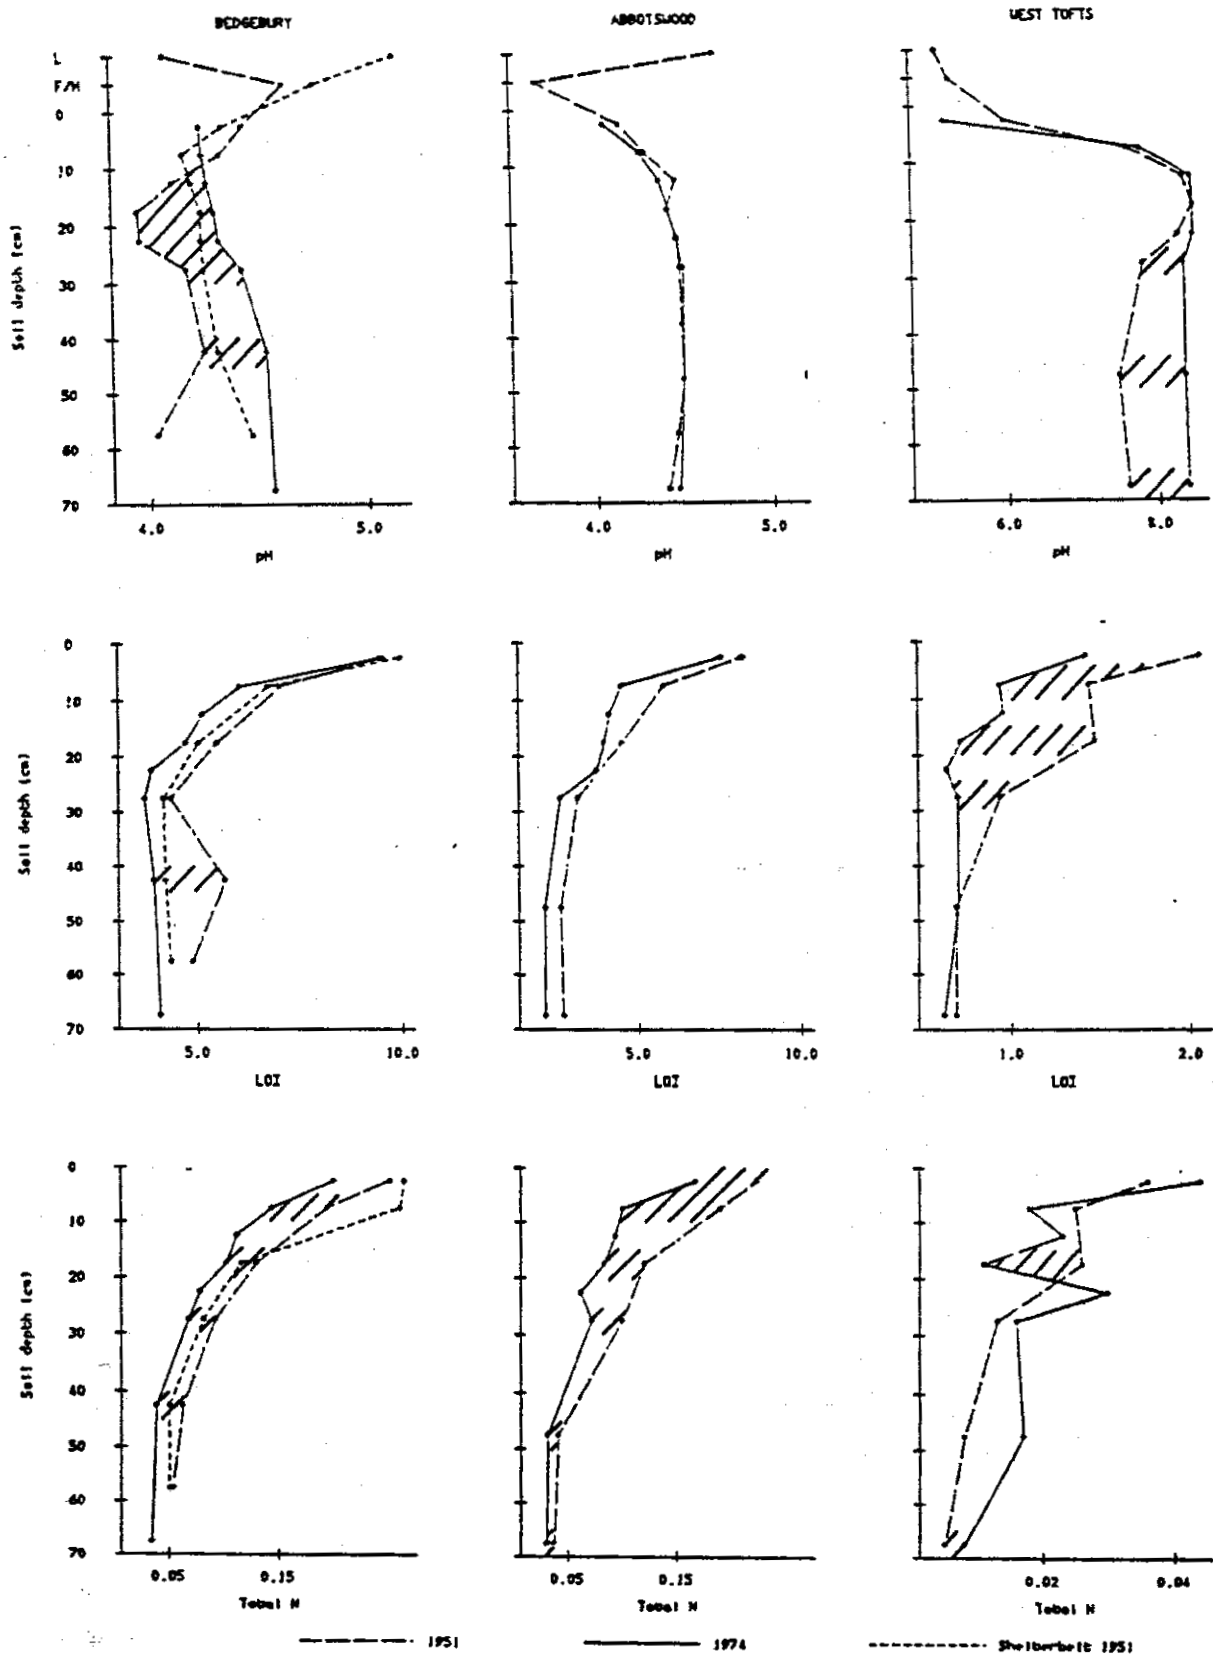 BEDGEBURY
ABBOTSWOOD
WEST TOFTS
L
F/H
0
10
20
30
40
50
60
70
Soil depth (cm)
4.0 5.0
pH
4.0 5.0
pH
6.0 8.0
pH
0
10
20
30
40
50
60
70
Soil depth (cm)
5.0 10.0
LOI
5.0 10.0
LOI
1.0 2.0
LOI
0
10
20
30
40
50
60
70
Soil depth (cm)
0.05 0.15
Total N
0.05 0.15
Total N
0.02 0.04
Total N
1951
1974
Shelterbelt 1951